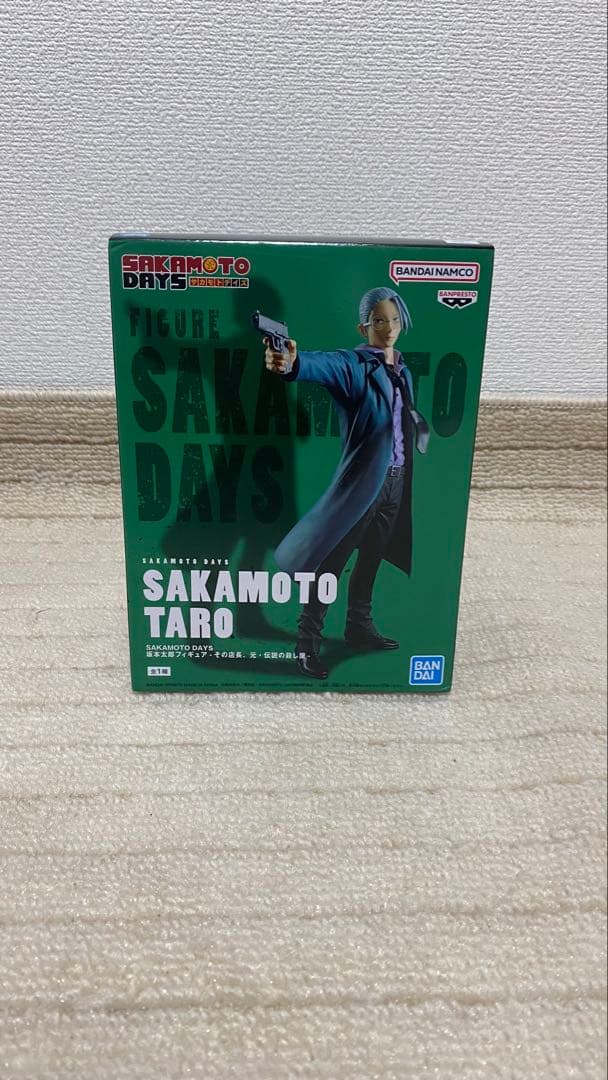 SAKAMOTO
DAYS
サカモトデイズ
BANDAI NAMCO
BANPRESTO
FIGURE
SAKAMOTO
DAYS
SAKAMOTO DAYS
SAKAMOTO
TARO
SAKAMOTO DAYS
坂本太郎フィギュア-その店長、元・伝説の殺し屋-
全1種
BAN
DAI